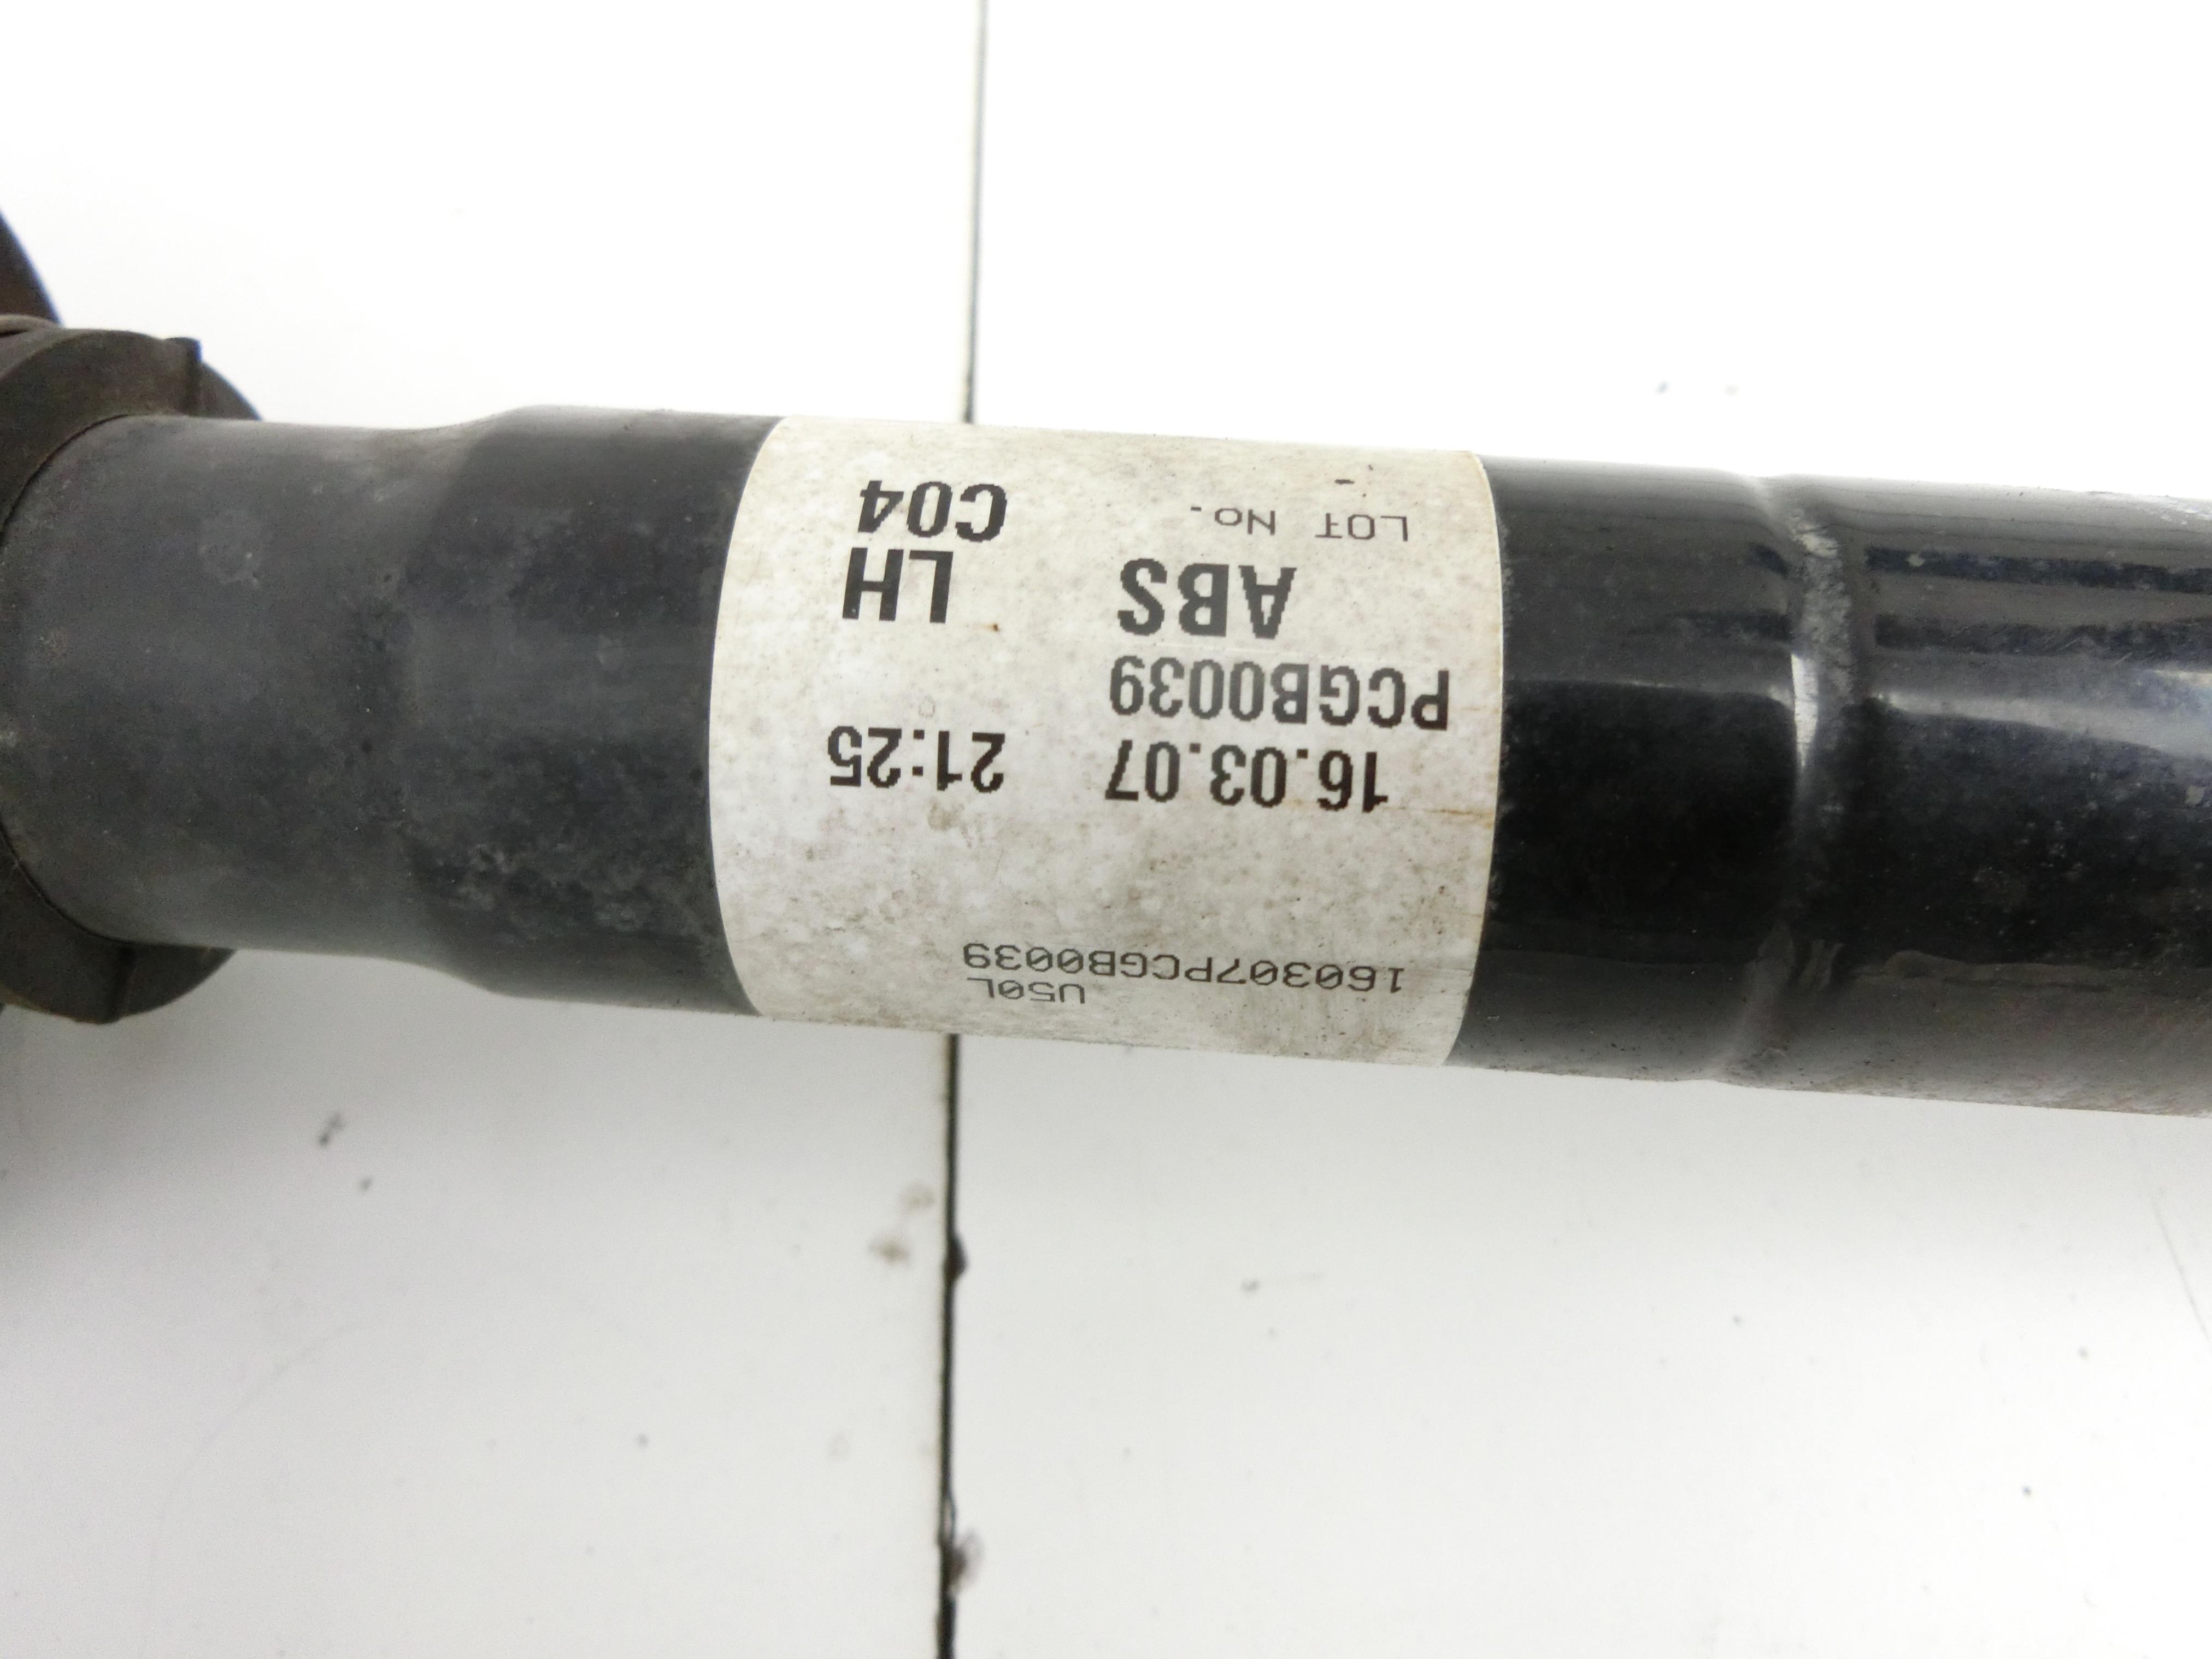 U50L
160307PCGB0039
16.03.07 21:25
PCGB0039
ABS LH
LOT No. C04